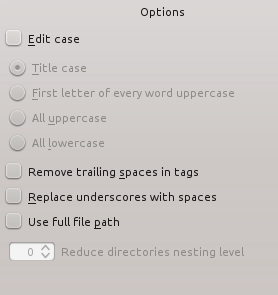 Options
Edit case
Title case
First letter of every word uppercase
All uppercase
All lowercase
Remove trailing spaces in tags
Replace underscores with spaces
Use full file path
0 Reduce directories nesting level